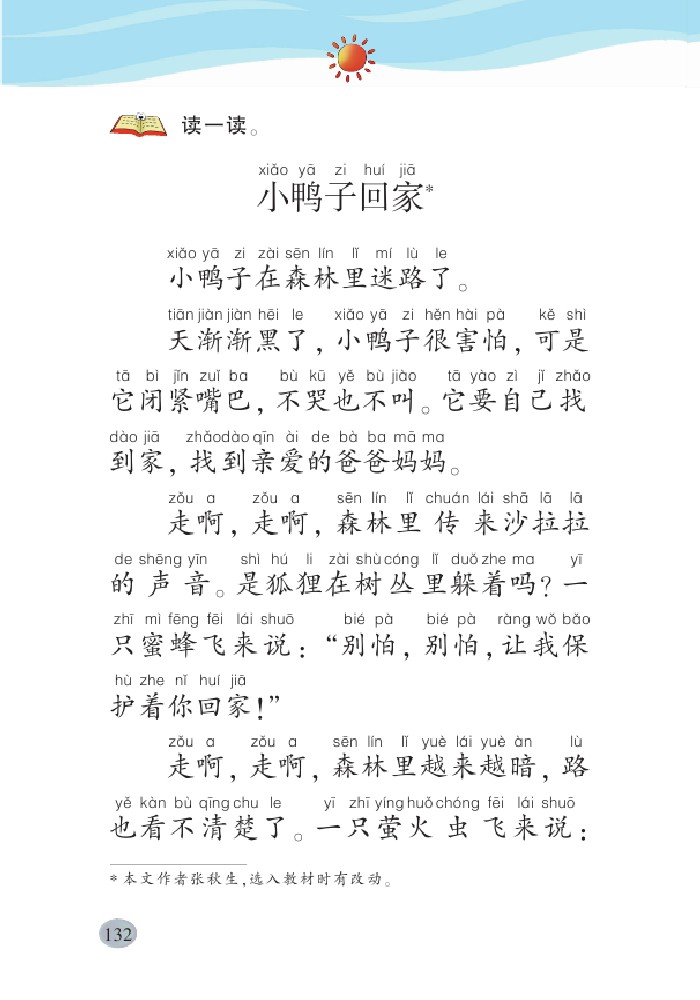 读一读。
xiǎo yā zi huí jiā
小鸭子回家*
xiǎo yā zi zài sēn lín lǐ mí lù le
小鸭子在森林里迷路了。
tiān jiàn jiàn hēi le xiǎo yā zi hěn hài pà kě shì
天渐渐黑了，小鸭子很害怕，可是
tā bì jǐn zuǐ ba bù kū yě bù jiào tā yào zì jǐ zhǎo
它闭紧嘴巴，不哭也不叫。它要自己找
dào jiā zhǎo dào qīn ài de bà ba mā ma
到家，找到亲爱的爸爸妈妈。
zǒu a zǒu a sēn lín lǐ chuán lái shā lā lā
走啊，走啊，森林里传来沙拉拉
de shēng yīn shì hú li zài shù cóng lǐ duǒ zhe ma yī
的声音。是狐狸在树丛里躲着吗？一
zhī mì fēng fēi lái shuō bié pà bié pà ràng wǒ bǎo
只蜜蜂飞来说：“别怕，别怕，让我保
hù zhe nǐ huí jiā
护着你回家！”
zǒu a zǒu a sēn lín lǐ yuè lái yuè àn lù
走啊，走啊，森林里越来越暗，路
yě kàn bù qīng chu le yī zhī yíng huǒ chóng fēi lái shuō
也看不清楚了。一只萤火虫飞来说：
*本文作者张秋生，选入教材时有改动。
132